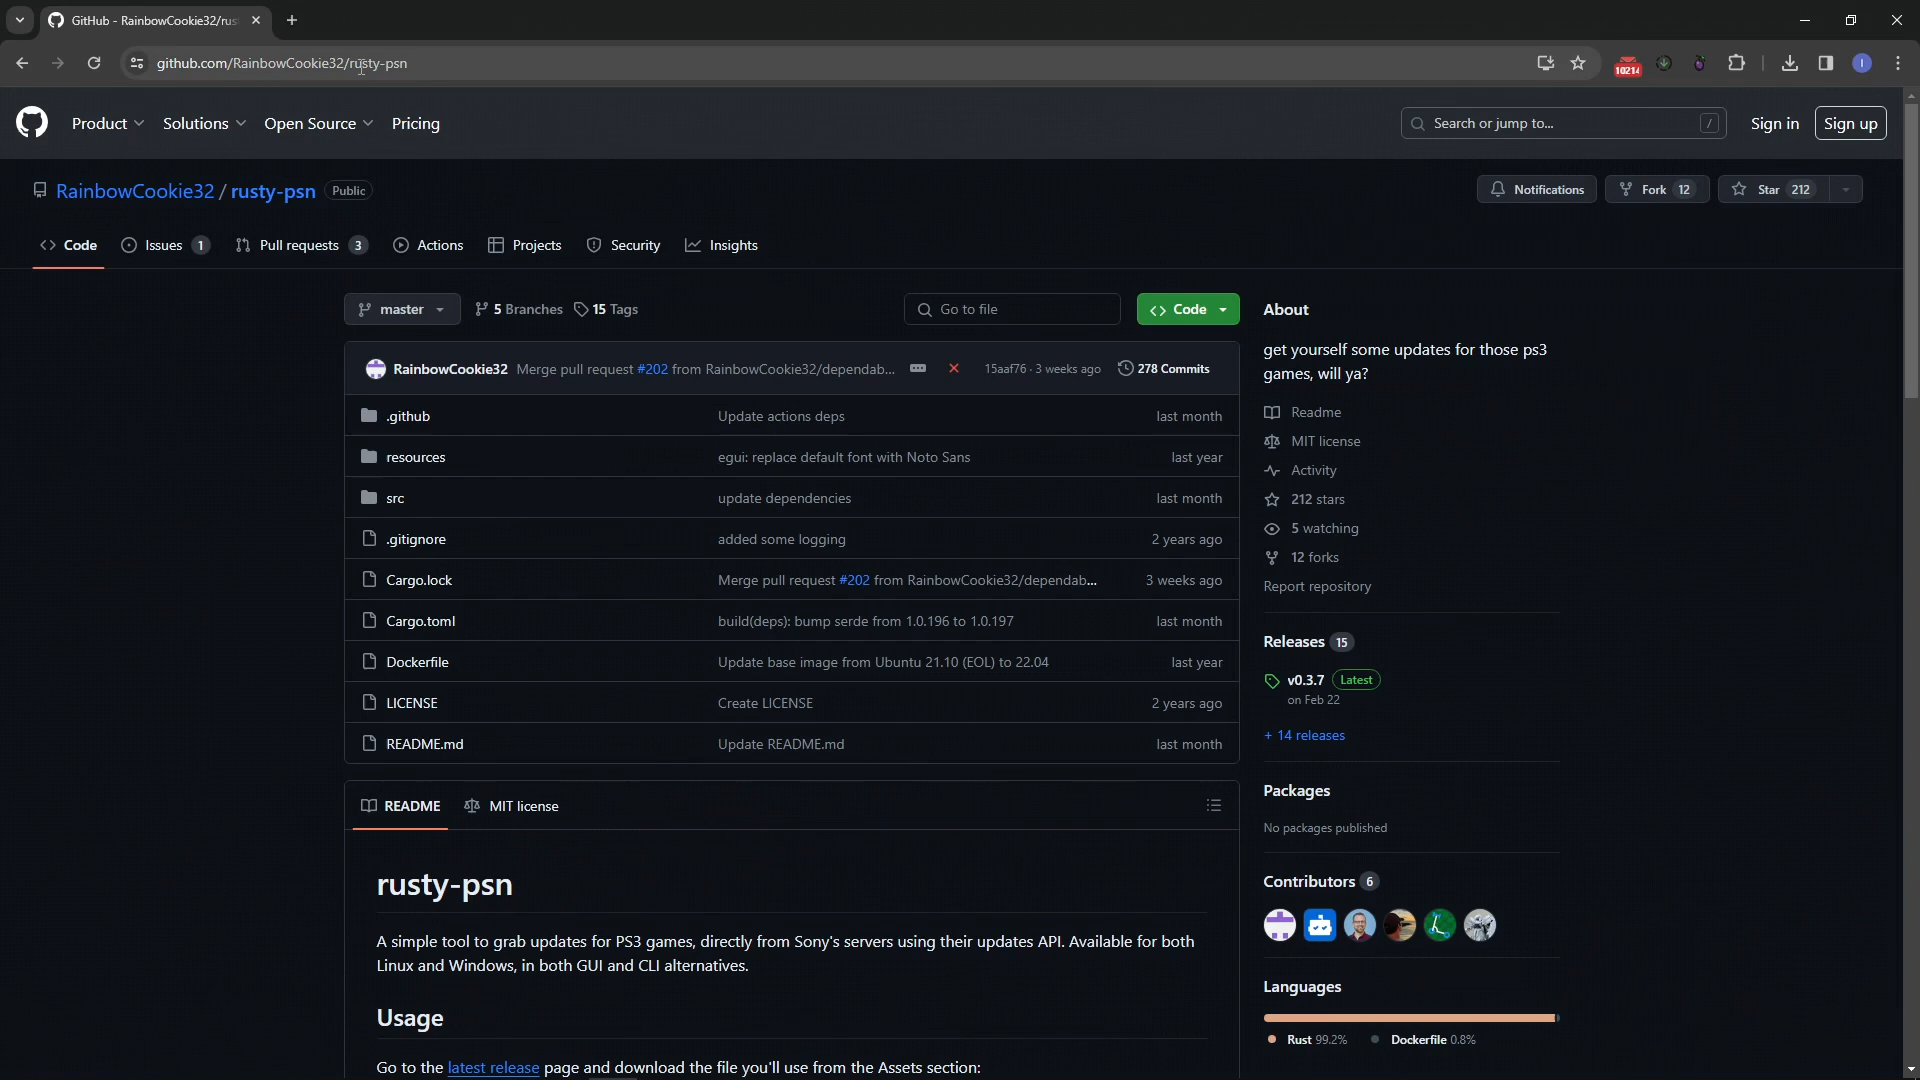 GitHub - RainbowCookie32/rus
github.com/RainbowCookie32/rusty-psn
10214
I
Product
Solutions
Open Source
Pricing
Search or jump to...
/
Sign in
Sign up
RainbowCookie32 / rusty-psn
Public
Notifications
Fork 12
Star 212
Code
Issues 1
Pull requests 3
Actions
Projects
Security
Insights
master
5 Branches
15 Tags
Go to file
Code
RainbowCookie32 Merge pull request #202 from RainbowCookie32/dependab... 15aaf76 · 3 weeks ago 278 Commits
.github Update actions deps last month
resources egui: replace default font with Noto Sans last year
src update dependencies last month
.gitignore added some logging 2 years ago
Cargo.lock Merge pull request #202 from RainbowCookie32/dependab... 3 weeks ago
Cargo.toml build(deps): bump serde from 1.0.196 to 1.0.197 last month
Dockerfile Update base image from Ubuntu 21.10 (EOL) to 22.04 last year
LICENSE Create LICENSE 2 years ago
README.md Update README.md last month
README
MIT license
rusty-psn
A simple tool to grab updates for PS3 games, directly from Sony's servers using their updates API. Available for both
Linux and Windows, in both GUI and CLI alternatives.
Usage
Go to the latest release page and download the file you'll use from the Assets section:
About
get yourself some updates for those ps3
games, will ya?
Readme
MIT license
Activity
212 stars
5 watching
12 forks
Report repository
Releases 15
v0.3.7 Latest
on Feb 22
+ 14 releases
Packages
No packages published
Contributors 6
Languages
Rust 99.2% Dockerfile 0.8%